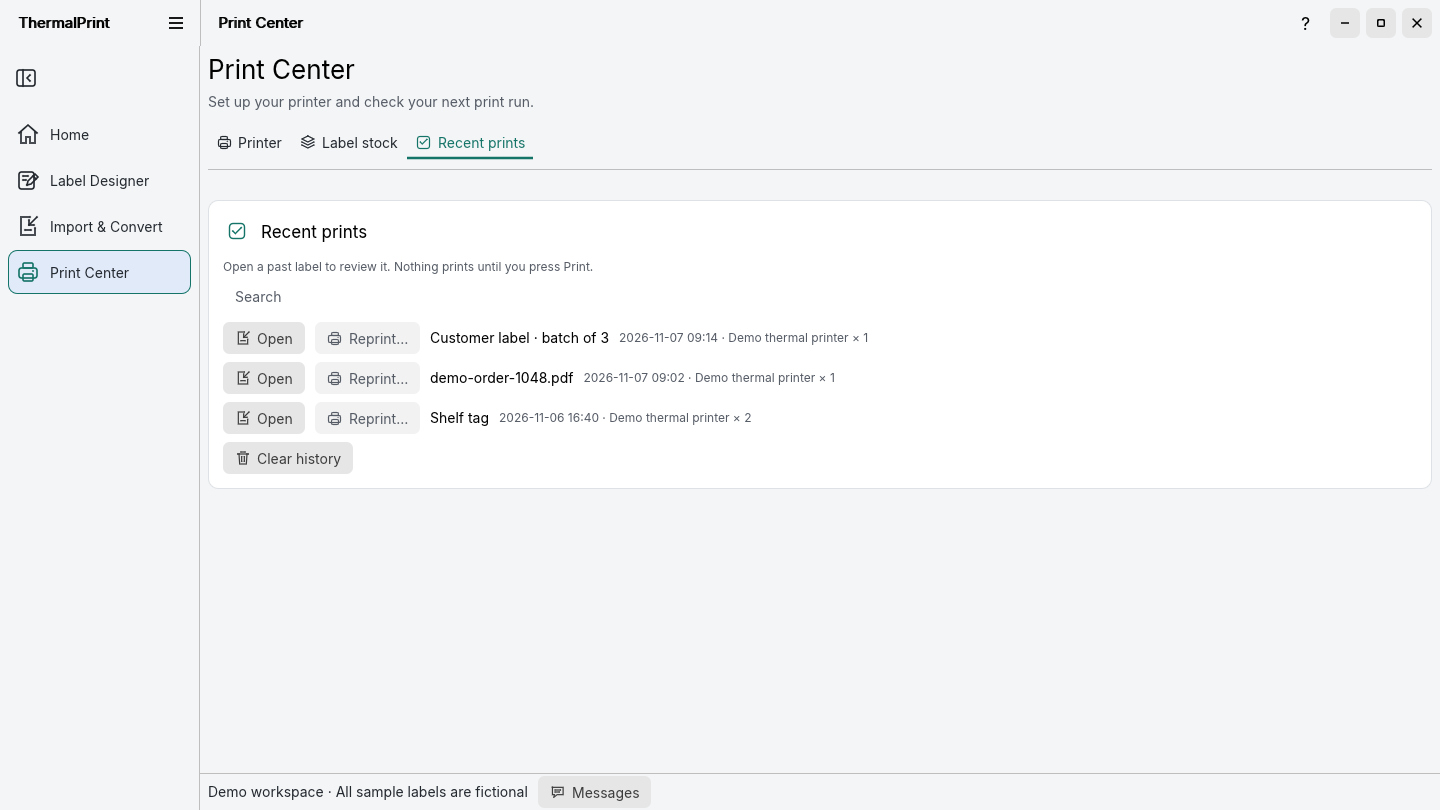 ThermalPrint
Print Center
?
Home
Label Designer
Import & Convert
Print Center
Print Center
Set up your printer and check your next print run.
Printer
Label stock
Recent prints
Recent prints
Open a past label to review it. Nothing prints until you press Print.
Search
Open Reprint... Customer label · batch of 3 2026-11-07 09:14 · Demo thermal printer × 1
Open Reprint... demo-order-1048.pdf 2026-11-07 09:02 · Demo thermal printer × 1
Open Reprint... Shelf tag 2026-11-06 16:40 · Demo thermal printer × 2
Clear history
Demo workspace · All sample labels are fictional
Messages